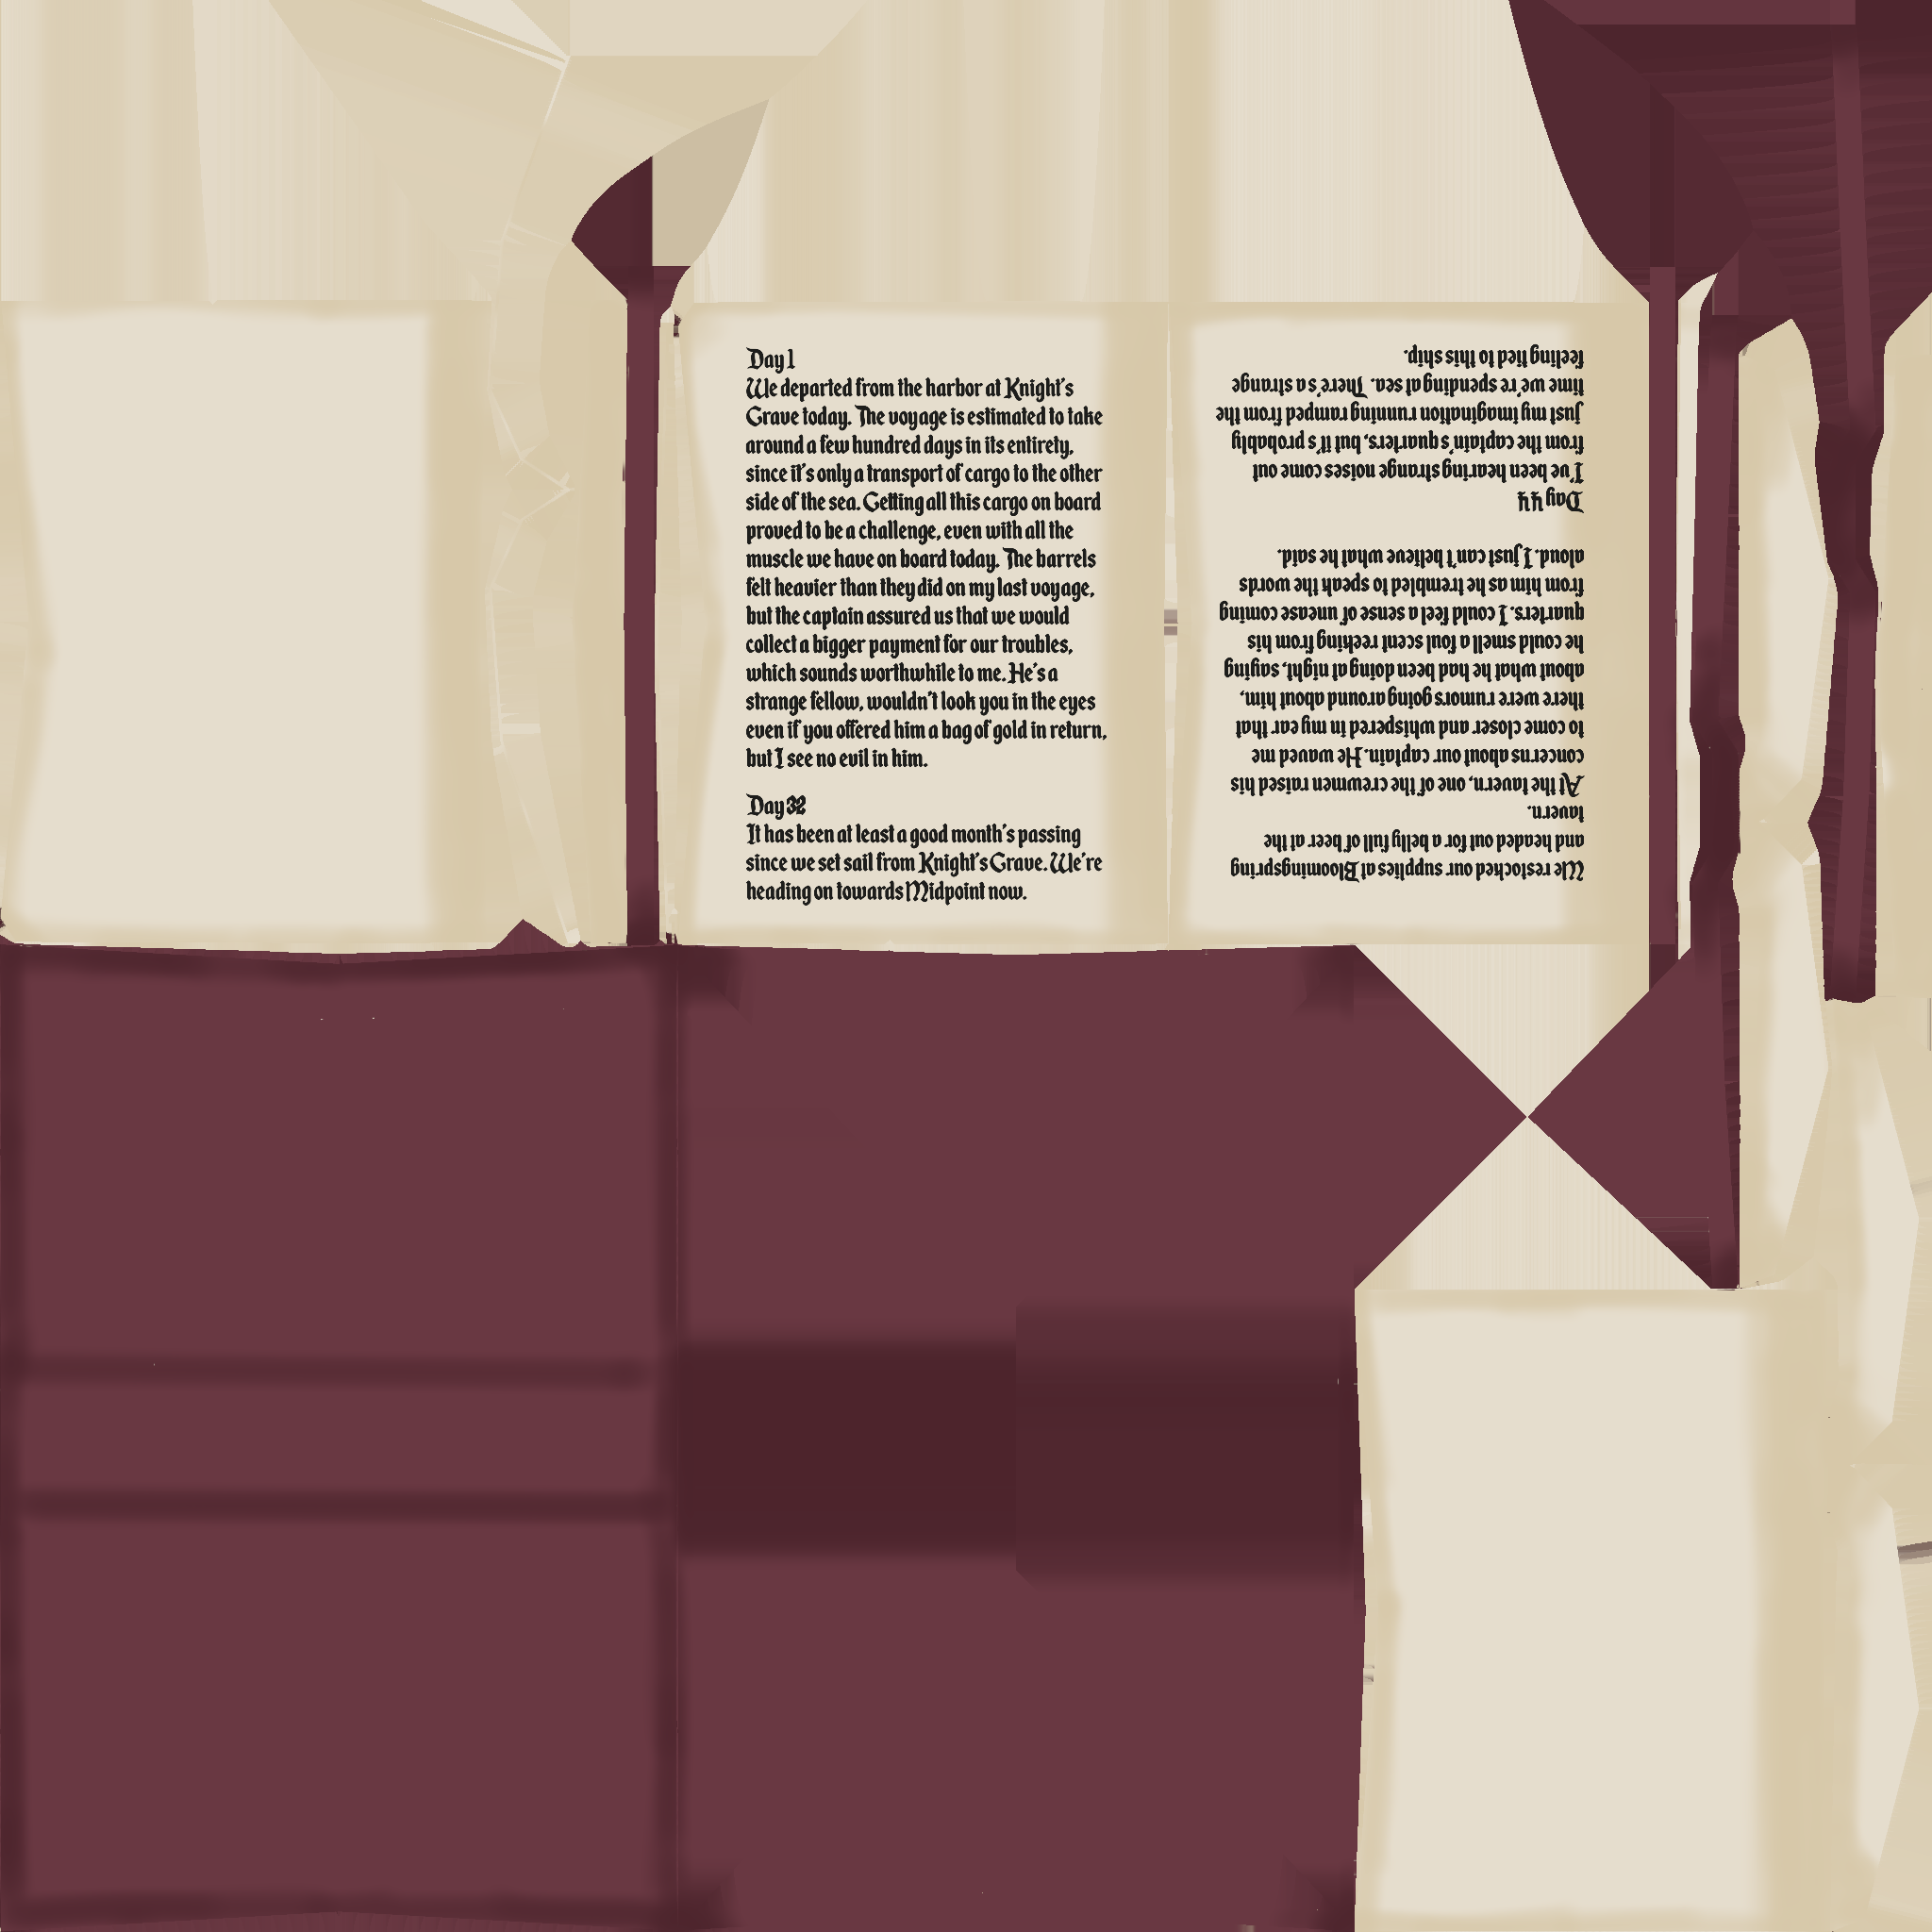 Day 1
We departed from the harbor at Knight's
Grave today. The voyage is estimated to take
around a few hundred days in its entirety,
since it's only a transport of cargo to the other
side of the sea. Getting all this cargo on board
proved to be a challenge, even with all the
muscle we have on board today. The barrels
felt heavier than they did on my last voyage,
but the captain assured us that we would
collect a bigger payment for our troubles,
which sounds worthwhile to me. He's a
strange fellow, wouldn't look you in the eyes
even if you offered him a bag of gold in return,
but I see no evil in him.
Day 32
It has been at least a good month's passing
since we set sail from Knight's Grave. We're
heading on towards Midpoint now.
We restocked our supplies at Bloomingspring
and headed out for a belly full of beer at the
tavern.
At the tavern, one of the crewmen raised his
concerns about our captain. He waved me
to come closer and whispered in my ear that
there were rumors going around about him,
about what he had been doing at night, saying
he could smell a foul scent reeking from his
quarters. I could feel a sense of unease coming
from him as he trembled to speak the words
aloud. I just can't believe what he said.
Day 44
I've been hearing strange noises come out
from the captain's quarters, but it's probably
just my imagination running ramped from the
time we're spending at sea. There's a strange
feeling tied to this ship.